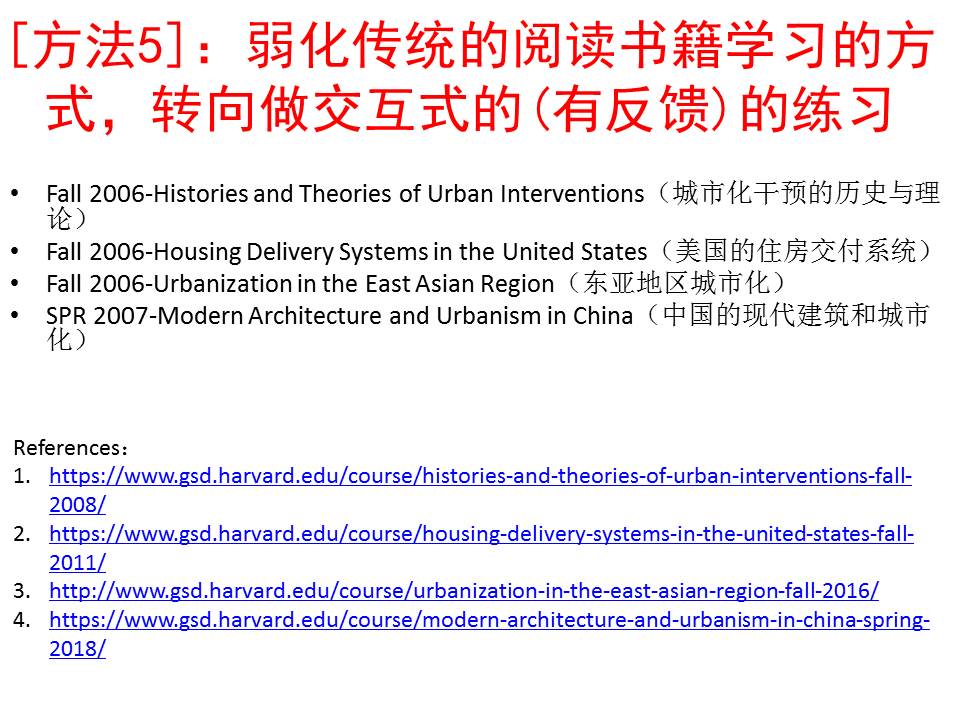 [方法5]：弱化传统的阅读书籍学习的方
式，转向做交互式的(有反馈)的练习
• Fall 2006-Histories and Theories of Urban Interventions（城市化干预的历史与理
论）
• Fall 2006-Housing Delivery Systems in the United States（美国的住房交付系统）
• Fall 2006-Urbanization in the East Asian Region（东亚地区城市化）
• SPR 2007-Modern Architecture and Urbanism in China（中国的现代建筑和城市
化）
References：
1. https://www.gsd.harvard.edu/course/histories-and-theories-of-urban-interventions-fall-
2008/
2. https://www.gsd.harvard.edu/course/housing-delivery-systems-in-the-united-states-fall-
2011/
3. http://www.gsd.harvard.edu/course/urbanization-in-the-east-asian-region-fall-2016/
4. https://www.gsd.harvard.edu/course/modern-architecture-and-urbanism-in-china-spring-
2018/